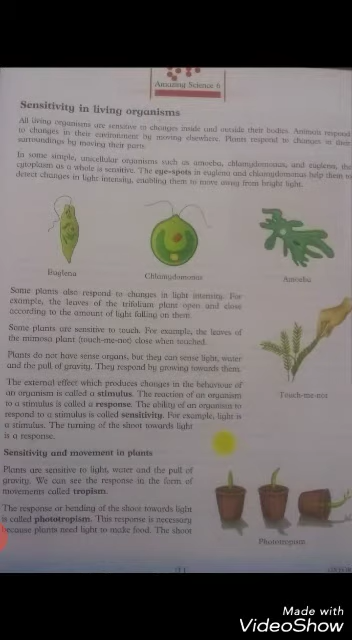 Amazing Science 6
Sensitivity in living organisms
All living organisms are sensitive to changes inside and outside their bodies. Animals respond
to changes in their environment by moving elsewhere. Plants respond to changes in their
surroundings by moving their parts.
In some simple, unicellular organisms such as amoeba, chlamydomonas, and euglena, the
cytoplasm as a whole is sensitive. The eye-spots in euglena and chlamydomonas help them to
detect changes in light intensity, enabling them to move away from bright light.
Euglena
Chlamydomonas
Amoeba
Some plants also respond to changes in light intensity. For
example, the leaves of the trifolium plant open and close
according to the amount of light falling on them.
Some plants are sensitive to touch. For example, the leaves of
the mimosa plant (touch-me-not) close when touched.
Plants do not have sense organs, but they can sense light, water
and the pull of gravity. They respond by growing towards them.
Touch-me-not
The external effect which produces changes in the behaviour of
an organism is called a stimulus. The reaction of an organism
to a stimulus is called a response. The ability of an organism to
respond to a stimulus is called sensitivity. For example, light is
a stimulus. The turning of the shoot towards light
is a response.
Sensitivity and movement in plants
Plants are sensitive to light, water and the pull of
gravity. We can see the response in the form of
movements called tropism.
The response or bending of the shoot towards light
is called phototropism. This response is necessary
because plants need light to make food. The shoot
Phototropism
Made with
VideoShow